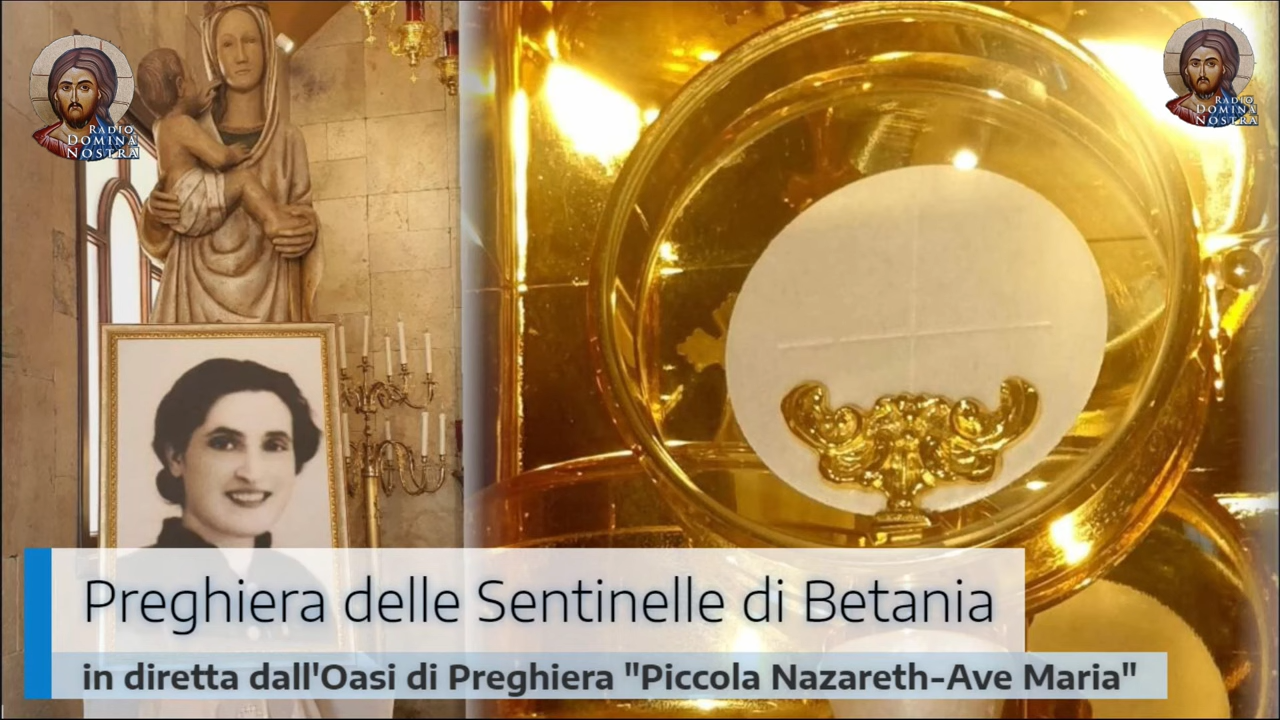 RADIO
DOMINA
NOSTRA
RADIO
DOMINA
NOSTRA
Preghiera delle Sentinelle di Betania
in diretta dall'Oasi di Preghiera "Piccola Nazareth-Ave Maria"